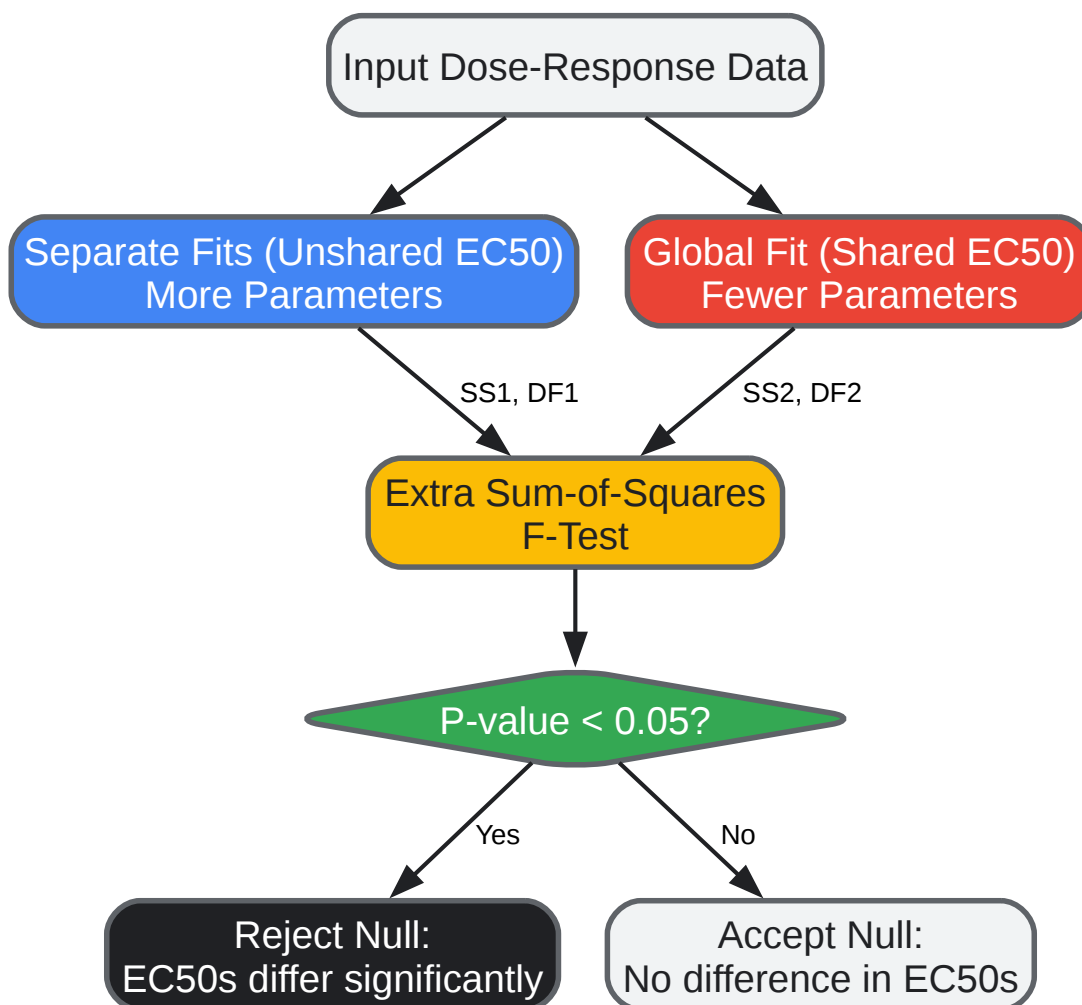 Input Dose-Response Data
Separate Fits (Unshared EC50)
More Parameters
Global Fit (Shared EC50)
Fewer Parameters
SS1, DF1
SS2, DF2
Extra Sum-of-Squares
F-Test
P-value < 0.05?
Yes
No
Reject Null:
EC50s differ significantly
Accept Null:
No difference in EC50s